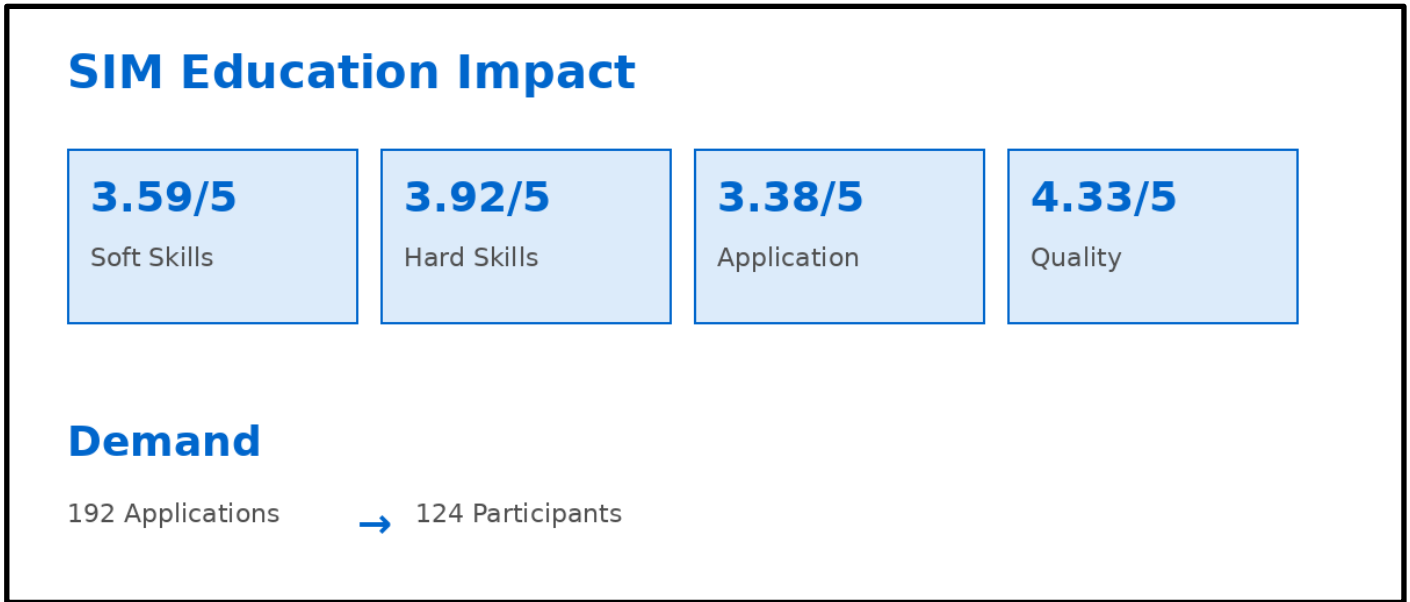 SIM Education Impact
3.59/5
Soft Skills
3.92/5
Hard Skills
3.38/5
Application
4.33/5
Quality
Demand
192 Applications → 124 Participants